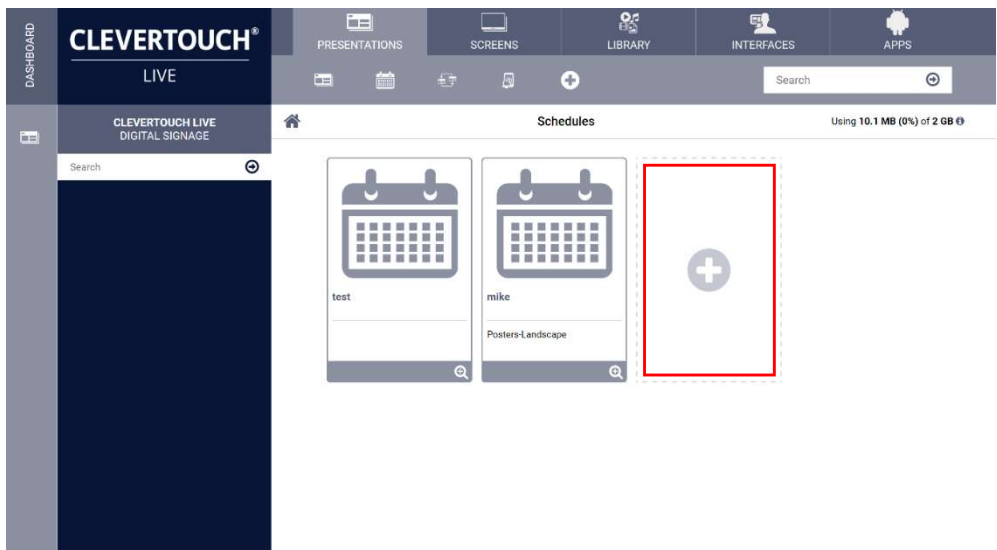 DASHBOARD
CLEVERTOUCH®
LIVE
PRESENTATIONS
SCREENS
LIBRARY
INTERFACES
APPS
Search
CLEVERTOUCH LIVE
DIGITAL SIGNAGE
Search
Schedules
Using 10.1 MB (0%) of 2 GB
test
mike
Posters-Landscape